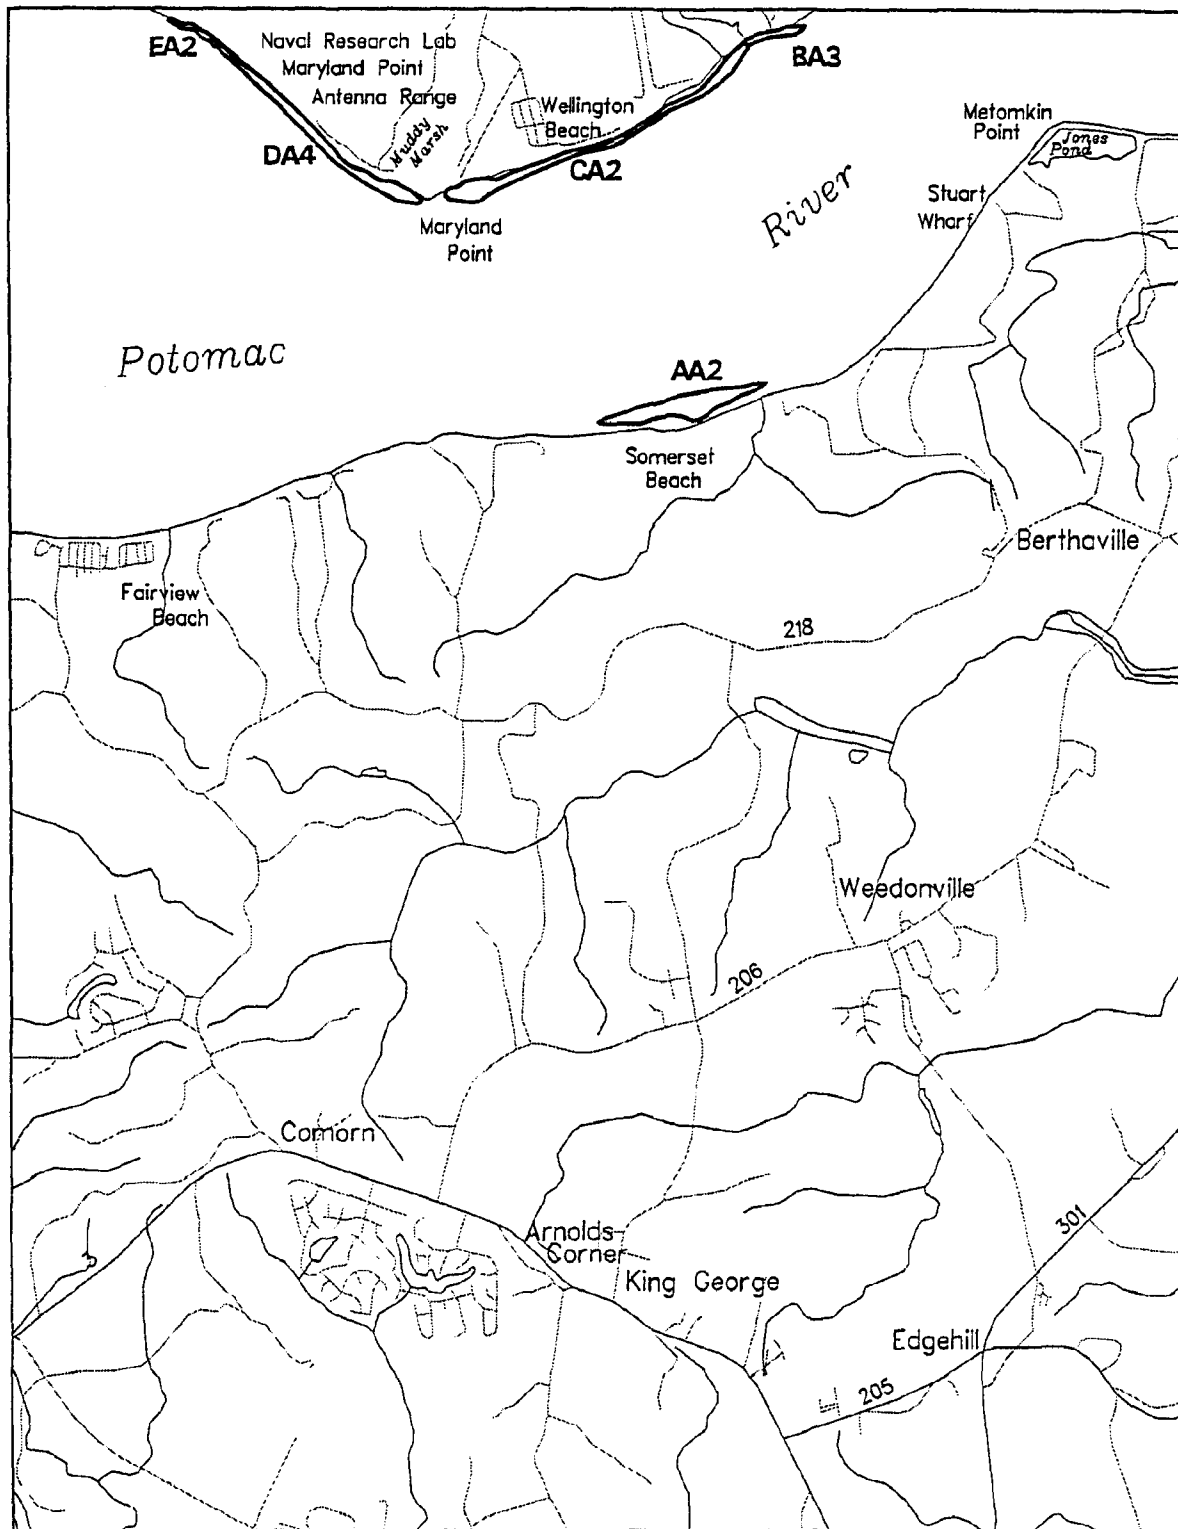 EA2
Naval Research Lab
Maryland Point
Antenna Range
BA3
Wellington
Beach
Muddy
Marsh
DA4
CA2
Maryland
Point
Metomkin
Point
Jones
Pond
Stuart
Wharf
River
Potomac
AA2
Somerset
Beach
Berthaville
Fairview
Beach
218
Weedonville
206
Comorn
3
Arnolds
Corner
King George
301
Edgehill
205